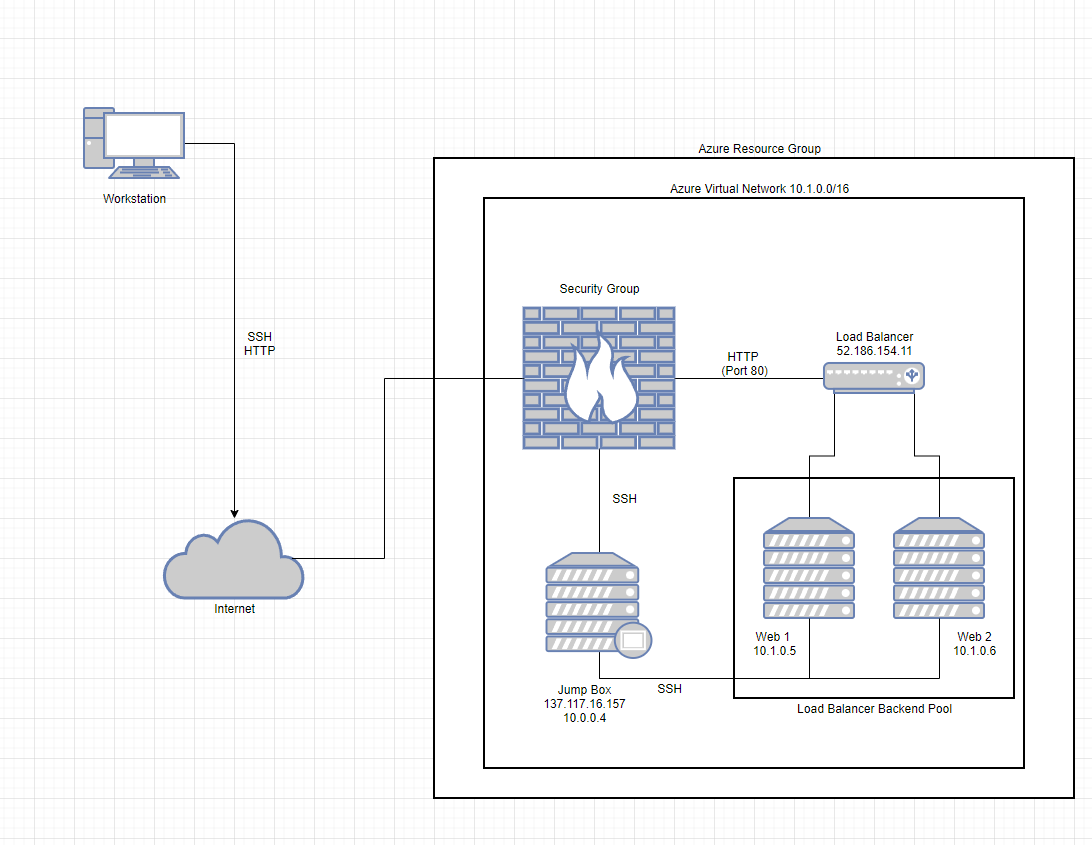 Azure Resource Group
Azure Virtual Network 10.1.0.0/16
Workstation
Security Group
SSH
HTTP
Load Balancer
52.186.154.11
HTTP
(Port 80)
SSH
Internet
Web 1
10.1.0.5
Web 2
10.1.0.6
Jump Box
137.117.16.157
10.0.0.4
SSH
Load Balancer Backend Pool